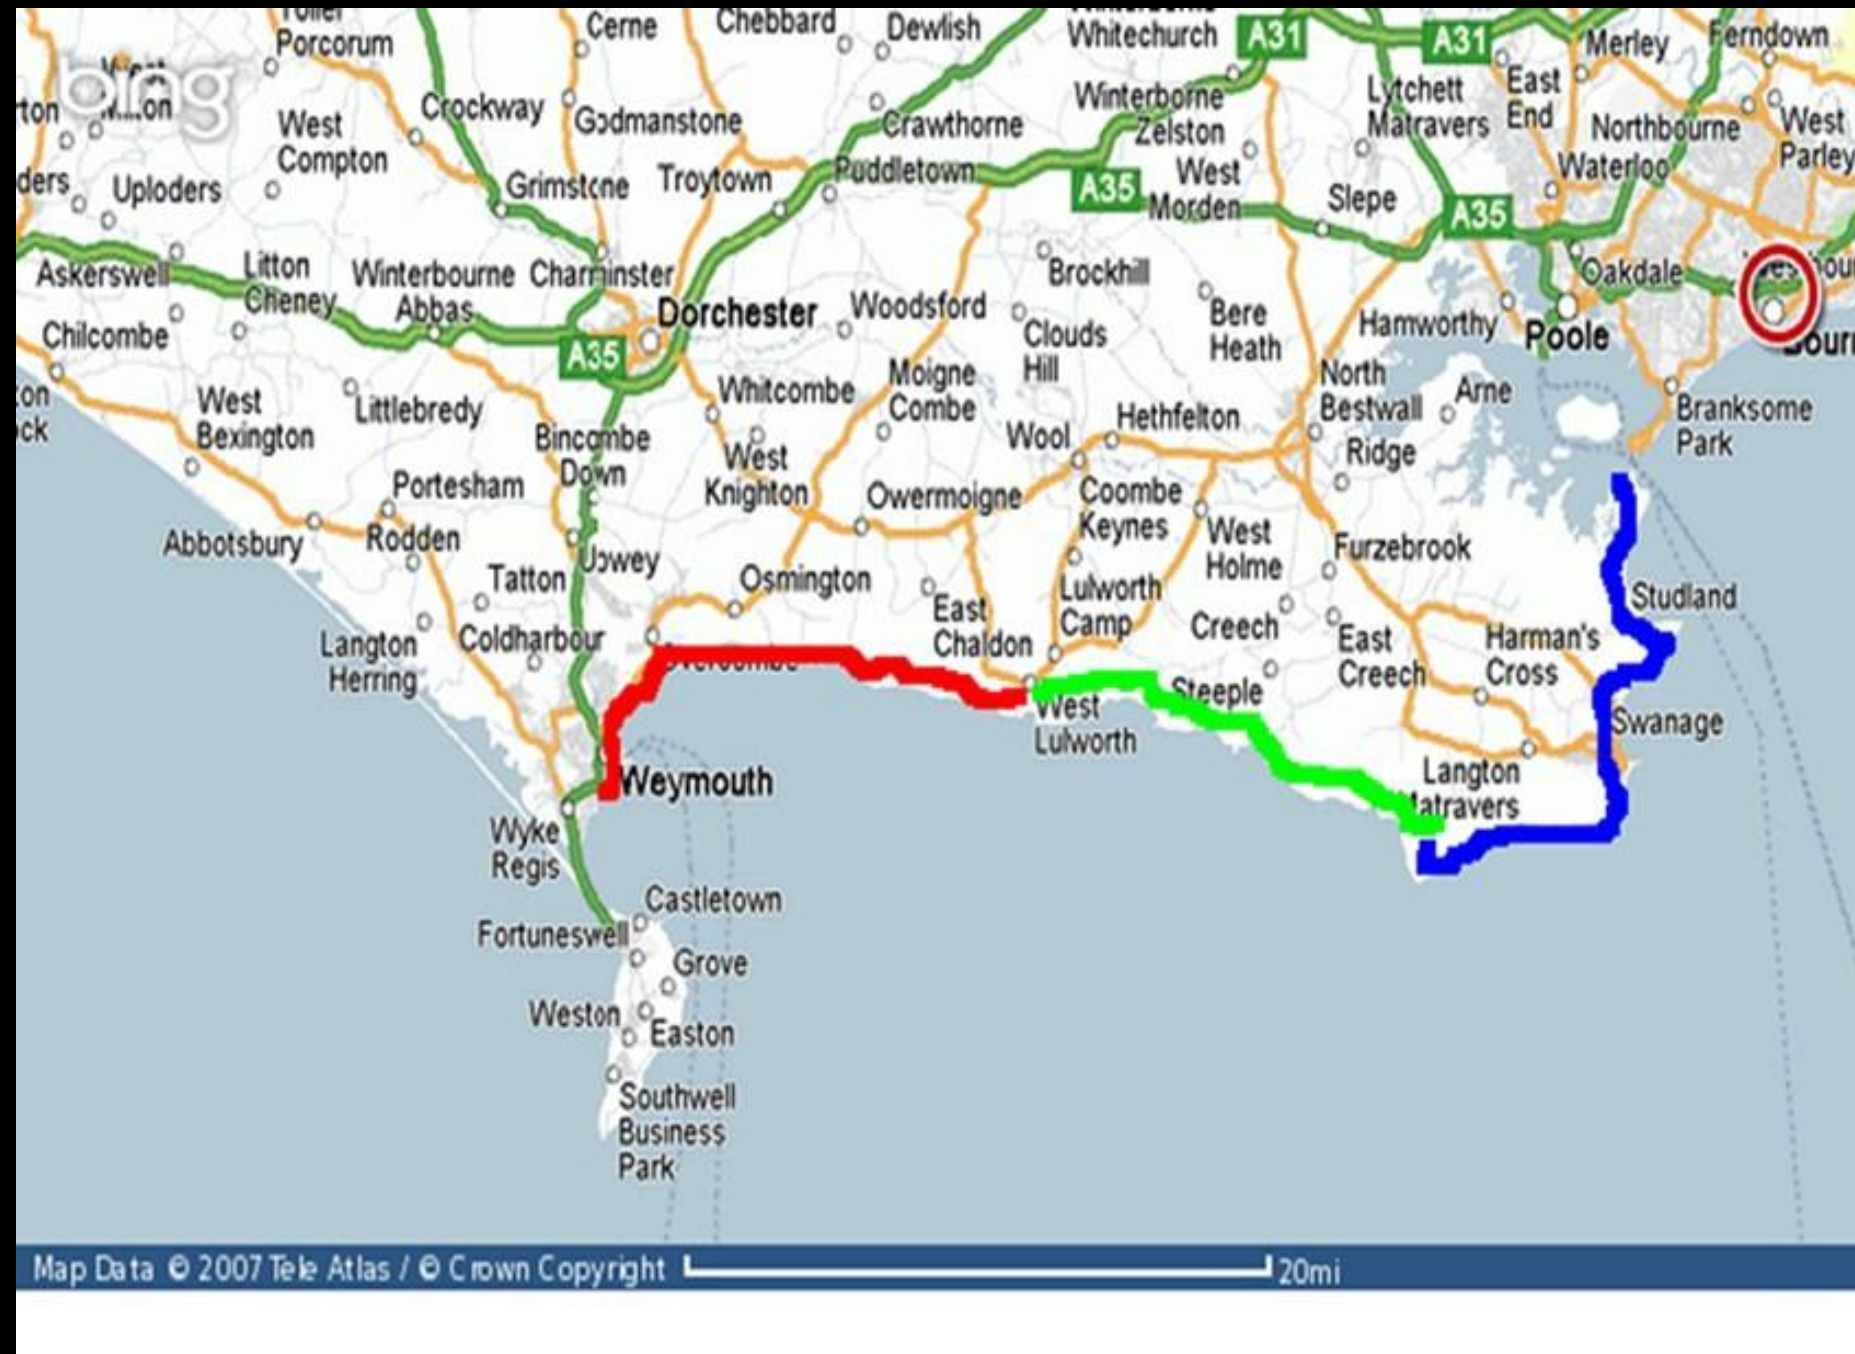 Porcorum
Cerne
Chebbard
Dewlish
Whitechurch
A31
A31
Merley
Ferndown
bing
Crockway
Godmanstone
Crawthorne
Winterborne
Zelston
Lytchett
Matravers
East
End
Northbourne
West
Parley
West
Compton
Uploders
Grimstone
Troytown
Puddletown
A35
West
Morden
Slepe
A35
Waterloo
Askerswell
Litton
Cheney
Winterbourne
Abbas
Charminster
Dorchester
Woodsford
Brockhill
Clouds
Hill
Bere
Heath
Hamworthy
Poole
Oakdale
Chilcombe
A35
West
Bexington
Littlebredy
Bincombe
Down
Whitcombe
Moigne
Combe
West
Knighton
Wool
Hethfelton
North
Bestwall
Arne
Ridge
Branksome
Park
Portesham
Owermoigne
Coombe
Keynes
West
Holme
Furzebrook
Abbotsbury
Rodden
Upwey
Tatton
Osmington
East
Chaldon
Lulworth
Camp
Creech
East
Creech
Harman's
Cross
Studland
Langton
Herring
Coldharbour
Overcombe
West
Lulworth
Steeple
Swanage
Weymouth
Langton
Matravers
Wyke
Regis
Castletown
Fortuneswell
Grove
Weston
Easton
Southwell
Business
Park
Map Data © 2007 Tele Atlas / © Crown Copyright
20mi